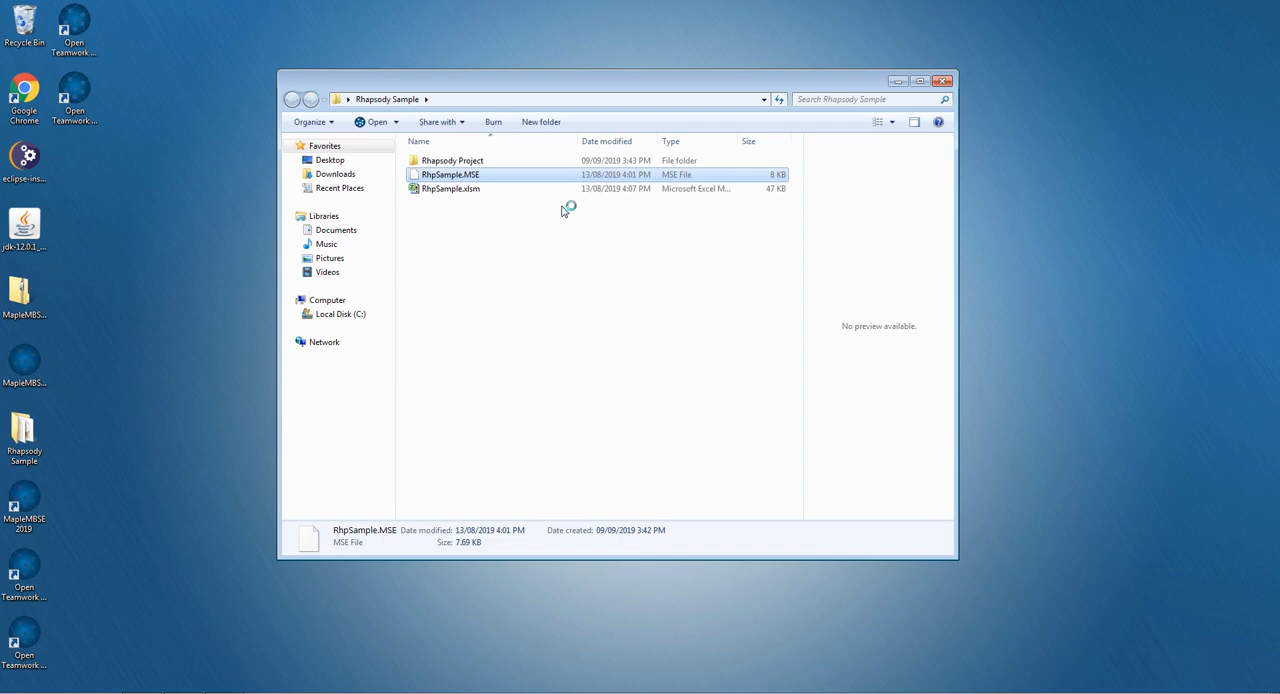 Recycle Bin
Open
Teamwork ...
Google
Chrome
Open
Teamwork ...
eclipse-ins...
jdk-12.0.1_...
MapleMBS...
MapleMBS...
Rhapsody
Sample
MapleMBSE
2019
Open
Teamwork ...
Open
Teamwork ...
Rhapsody Sample
Search Rhapsody Sample
Organize Open Share with Burn New folder
Name Date modified Type Size
Rhapsody Project 09/09/2019 3:43 PM File folder
RhpSample.MSE 13/08/2019 4:01 PM MSE File 8 KB
RhpSample.xlsm 13/08/2019 4:07 PM Microsoft Excel M... 47 KB
Favorites
Desktop
Downloads
Recent Places
Libraries
Documents
Music
Pictures
Videos
Computer
Local Disk (C:)
Network
No preview available.
RhpSample.MSE Date modified: 13/08/2019 4:01 PM Date created: 09/09/2019 3:42 PM
MSE File Size: 7.69 KB